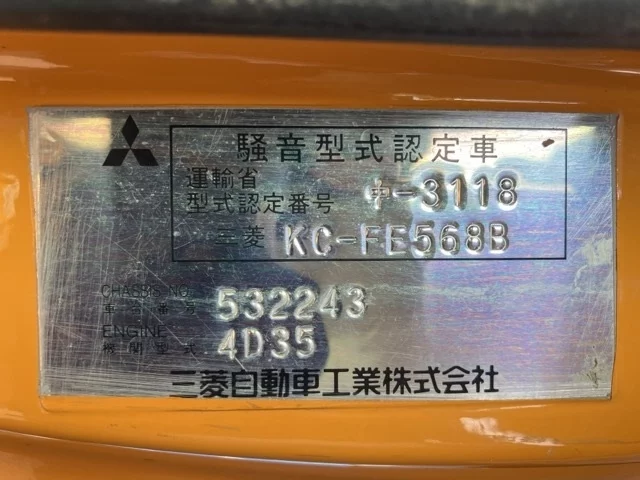 騒音型式認定車
運輸省
型式認定番号 中-3118
三菱 KC-FE568B
CHASSIS NO.
車台番号 532243
ENGINE
機関型式 4D35
三菱自動車工業株式会社